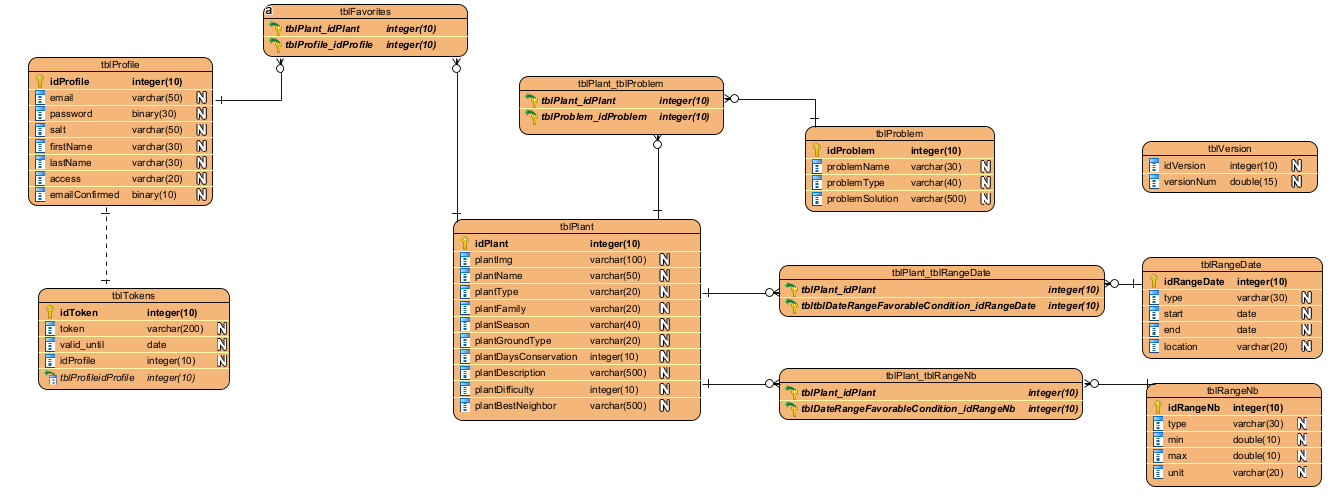 a
tblFavorites
tblPlant_idPlant integer(10)
tblProfile_idProfile integer(10)
tblProfile
idProfile integer(10)
email varchar(50) N
password binary(30) N
salt varchar(50) N
firstName varchar(30) N
lastName varchar(30) N
access varchar(20) N
emailConfirmed binary(10) N
tblPlant_tblProblem
tblPlant_idPlant integer(10)
tblProblem_idProblem integer(10)
tblProblem
idProblem integer(10)
problemName varchar(30) N
problemType varchar(40) N
problemSolution varchar(500) N
tblVersion
idVersion integer(10) N
versionNum double(15) N
tblPlant
idPlant integer(10)
plantImg varchar(100) N
plantName varchar(50) N
plantType varchar(20) N
plantFamily varchar(20) N
plantSeason varchar(40) N
plantGroundType varchar(20) N
plantDaysConservation integer(10) N
plantDescription varchar(500) N
plantDifficulty integer(10) N
plantBestNeighbor varchar(500) N
tblTokens
idToken integer(10)
token varchar(200) N
valid_until date N
idProfile integer(10) N
tblProfileidProfile integer(10)
tblPlant_tblRangeDate
tblPlant_idPlant integer(10)
tbltblDateRangeFavorableCondition_idRangeDate integer(10)
tblRangeDate
idRangeDate integer(10)
type varchar(30) N
start date N
end date N
location varchar(20) N
tblPlant_tblRangeNb
tblPlant_idPlant integer(10)
tblDateRangeFavorableCondition_idRangeNb integer(10)
tblRangeNb
idRangeNb integer(10)
type varchar(30) N
min double(10) N
max double(10) N
unit varchar(20) N